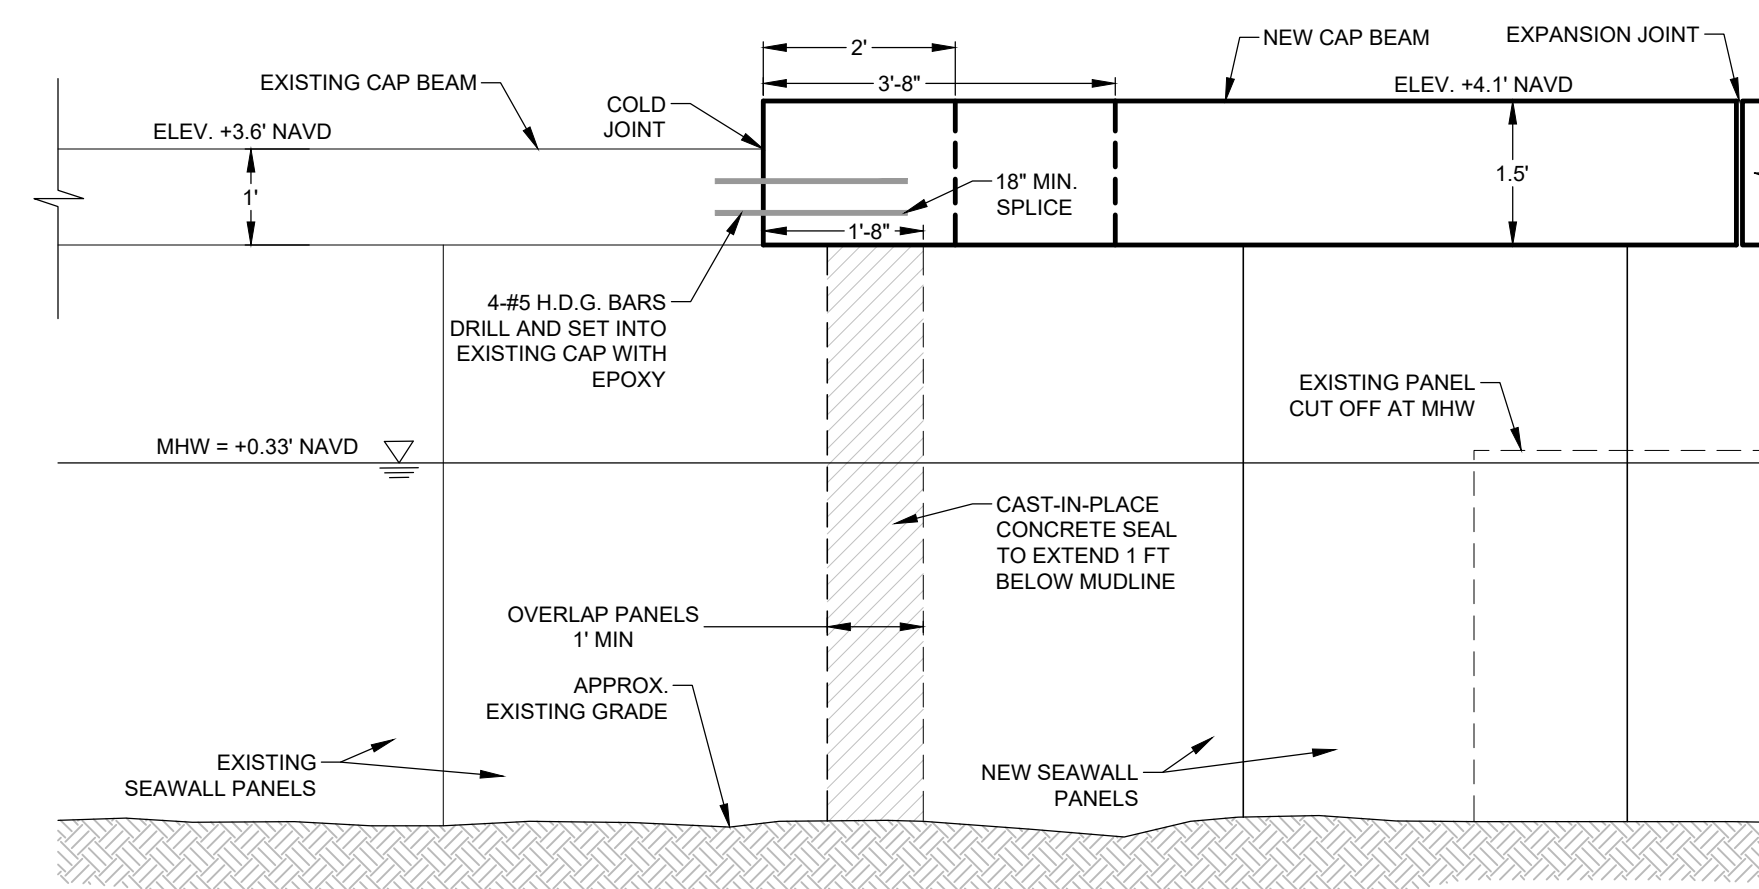 2'
NEW CAP BEAM
EXPANSION JOINT
EXISTING CAP BEAM
3'-8"
ELEV. +4.1' NAVD
COLD
JOINT
ELEV. +3.6' NAVD
1'
18" MIN.
SPLICE
1.5'
1'-8"
4-#5 H.D.G. BARS
DRILL AND SET INTO
EXISTING CAP WITH
EPOXY
EXISTING PANEL
CUT OFF AT MHW
MHW = +0.33' NAVD
CAST-IN-PLACE
CONCRETE SEAL
TO EXTEND 1 FT
BELOW MUDLINE
OVERLAP PANELS
1' MIN
APPROX.
EXISTING GRADE
EXISTING
SEAWALL PANELS
NEW SEAWALL
PANELS